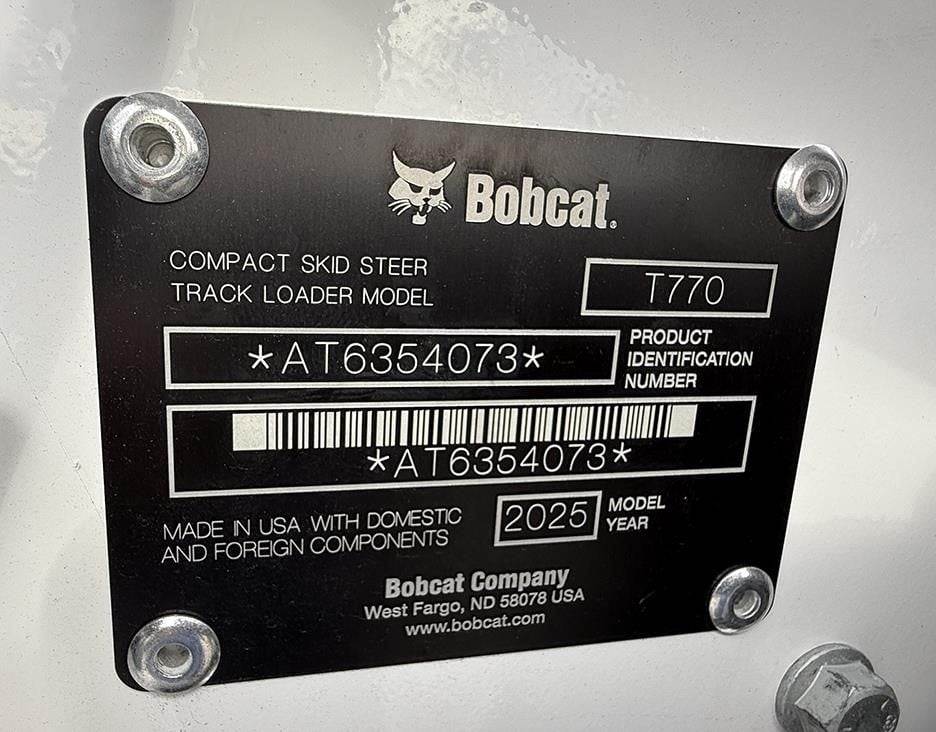 Bobcat.
COMPACT SKID STEER
TRACK LOADER MODEL
T770
*AT6354073*
PRODUCT
IDENTIFICATION
NUMBER
*AT6354073*
MADE IN USA WITH DOMESTIC
AND FOREIGN COMPONENTS
2025
MODEL
YEAR
Bobcat Company
West Fargo, ND 58078 USA
www.bobcat.com